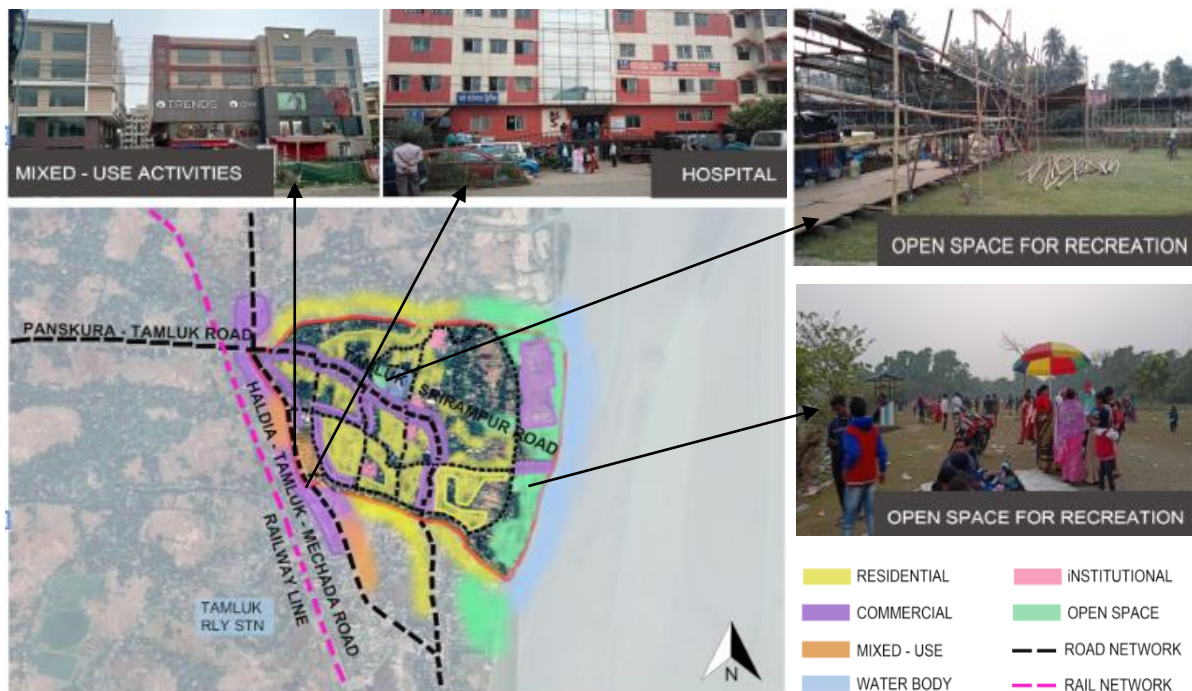 TRENDS
MIXED - USE ACTIVITIES
HOSPITAL
OPEN SPACE FOR RECREATION
OPEN SPACE FOR RECREATION
PANSKURA - TAMLUK ROAD
LUK - SRIRAMPUR ROAD
HALDIA - TAMLUK - MECHADA ROAD
RAILWAY LINE
TAMLUK
RLY STN
N
RESIDENTIAL
COMMERCIAL
MIXED - USE
WATER BODY
iNSTITUTIONAL
OPEN SPACE
ROAD NETWORK
RAIL NETWORK